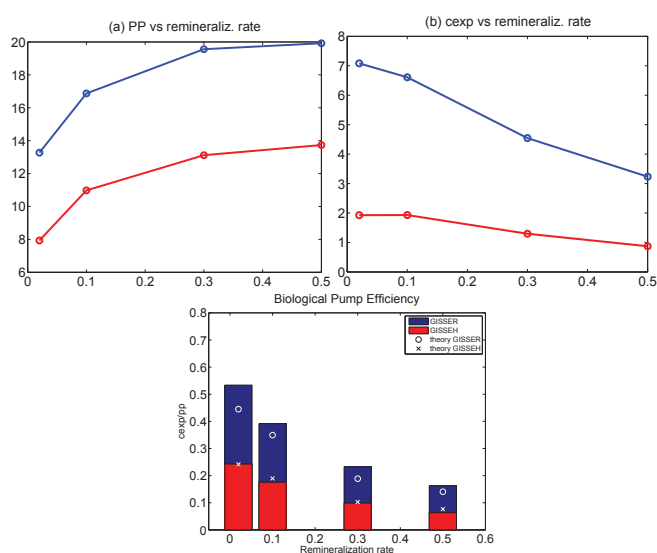 (a) PP vs remineraliz. rate
20
18
16
14
12
10
8
6
0 0.1 0.2 0.3 0.4 0.5
(b) cexp vs remineraliz. rate
8
7
6
5
4
3
2
1
0
0 0.1 0.2 0.3 0.4 0.5
Biological Pump Efficiency
0.8
0.7
0.6
0.5
0.4
0.3
0.2
0.1
0
cexp/pp
GISSER
GISSEH
theory GISSER
theory GISSEH
0 0.1 0.2 0.3 0.4 0.5 0.6
Remineralization rate